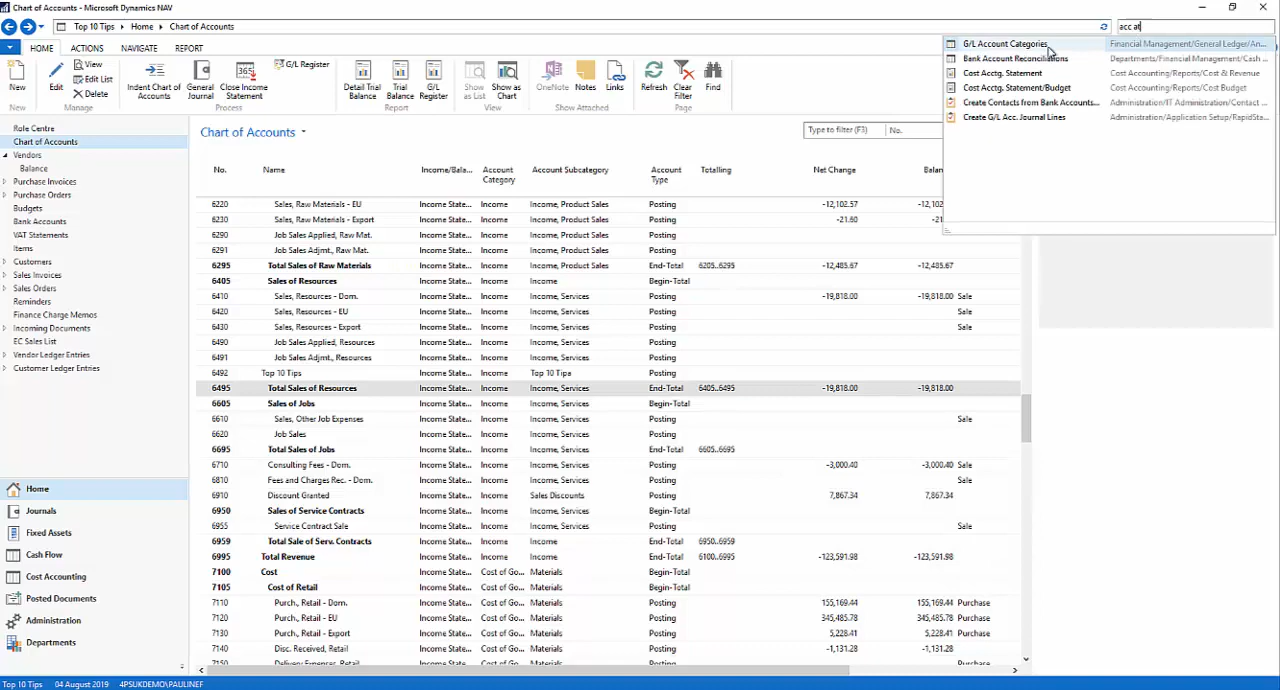 Chart of Accounts - Microsoft Dynamics NAV
Top 10 Tips
Home
Chart of Accounts
acc at
HOME
ACTIONS
NAVIGATE
REPORT
New
Edit
View
Edit List
Delete
Indent Chart of Accounts
General Journal
Close Income Statement
G/L Register
Detail Trial Balance
Trial Balance
G/L Register
Show as List
Show as Chart
OneNote
Notes
Links
Refresh
Clear Filter
Find
New
Manage
Process
Report
View
Show Attached
Page
G/L Account Categories Financial Management/General Ledger/An...
Bank Account Reconciliations Departments/Financial Management/Cash ...
Cost Acctg. Statement Cost Accounting/Reports/Cost & Revenue
Cost Acctg. Statement/Budget Cost Accounting/Reports/Cost & Budget
Create Contacts from Bank Accounts... Administration/IT Administration/Contact ...
Create G/L Acc. Journal Lines Administration/Application Setup/RapidSta...
Role Centre
Chart of Accounts
Vendors
Balance
Purchase Invoices
Purchase Orders
Budgets
Bank Accounts
VAT Statements
Items
Customers
Sales Invoices
Sales Orders
Reminders
Finance Charge Memos
Incoming Documents
EC Sales List
Vendor Ledger Entries
Customer Ledger Entries
Home
Journals
Fixed Assets
Cash Flow
Cost Accounting
Posted Documents
Administration
Departments
Chart of Accounts
Type to filter (F3) No.
No. Name Income/Bala... Account Category Account Subcategory Account Type Totalling Net Change Balan
6220 Sales, Raw Materials - EU Income State... Income Income, Product Sales Posting -12,102.57 -12,102
6230 Sales, Raw Materials - Export Income State... Income Income, Product Sales Posting -21.60 -21
6290 Job Sales Applied, Raw Mat. Income State... Income Income, Product Sales Posting
6291 Job Sales Adjmt., Raw Mat. Income State... Income Income, Product Sales Posting
6295 Total Sales of Raw Materials Income State... Income Income, Product Sales End-Total 6205..6295 -12,485.67 -12,485.67
6405 Sales of Resources Income State... Income Income Begin-Total
6410 Sales, Resources - Dom. Income State... Income Income, Services Posting -19,818.00 -19,818.00 Sale
6420 Sales, Resources - EU Income State... Income Income, Services Posting Sale
6430 Sales, Resources - Export Income State... Income Income, Services Posting Sale
6490 Job Sales Applied, Resources Income State... Income Income, Services Posting
6491 Job Sales Adjmt., Resources Income State... Income Income, Services Posting
6492 Top 10 Tips Income State... Income Top 10 Tipa Posting
6495 Total Sales of Resources Income State... Income Income, Services End-Total 6405..6495 -19,818.00 -19,818.00
6605 Sales of Jobs Income State... Income Income, Services Begin-Total
6610 Sales, Other Job Expenses Income State... Income Income, Services Posting Sale
6620 Job Sales Income State... Income Income, Services Posting
6695 Total Sales of Jobs Income State... Income Income, Services End-Total 6605..6695
6710 Consulting Fees - Dom. Income State... Income Income, Services Posting -3,000.40 -3,000.40 Sale
6810 Fees and Charges Rec. - Dom. Income State... Income Income, Services Posting Sale
6910 Discount Granted Income State... Income Sales Discounts Posting 7,867.34 7,867.34
6950 Sales of Service Contracts Income State... Income Income, Services Begin-Total
6955 Service Contract Sale Income State... Income Income, Services Posting Sale
6959 Total Sale of Serv. Contracts Income State... Income Income End-Total 6950..6959
6995 Total Revenue Income State... Income Income End-Total 6100..6995 -123,591.98 -123,591.98
7100 Cost Income State... Cost of Go... Materials Begin-Total
7105 Cost of Retail Income State... Cost of Go... Materials Begin-Total
7110 Purch., Retail - Dom. Income State... Cost of Go... Materials Posting 155,169.44 155,169.44 Purchase
7120 Purch., Retail - EU Income State... Cost of Go... Materials Posting 345,485.78 345,485.78 Purchase
7130 Purch., Retail - Export Income State... Cost of Go... Materials Posting 5,228.41 5,228.41 Purchase
7140 Disc. Received, Retail Income State... Cost of Go... Materials Posting -1,131.28 -1,131.28
7150 Delivery Expenses, Retail Income State... Cost of Go... Materials Posting Purchase
Top 10 Tips 04 August 2019 4PSUKDEMO\PAULINEF